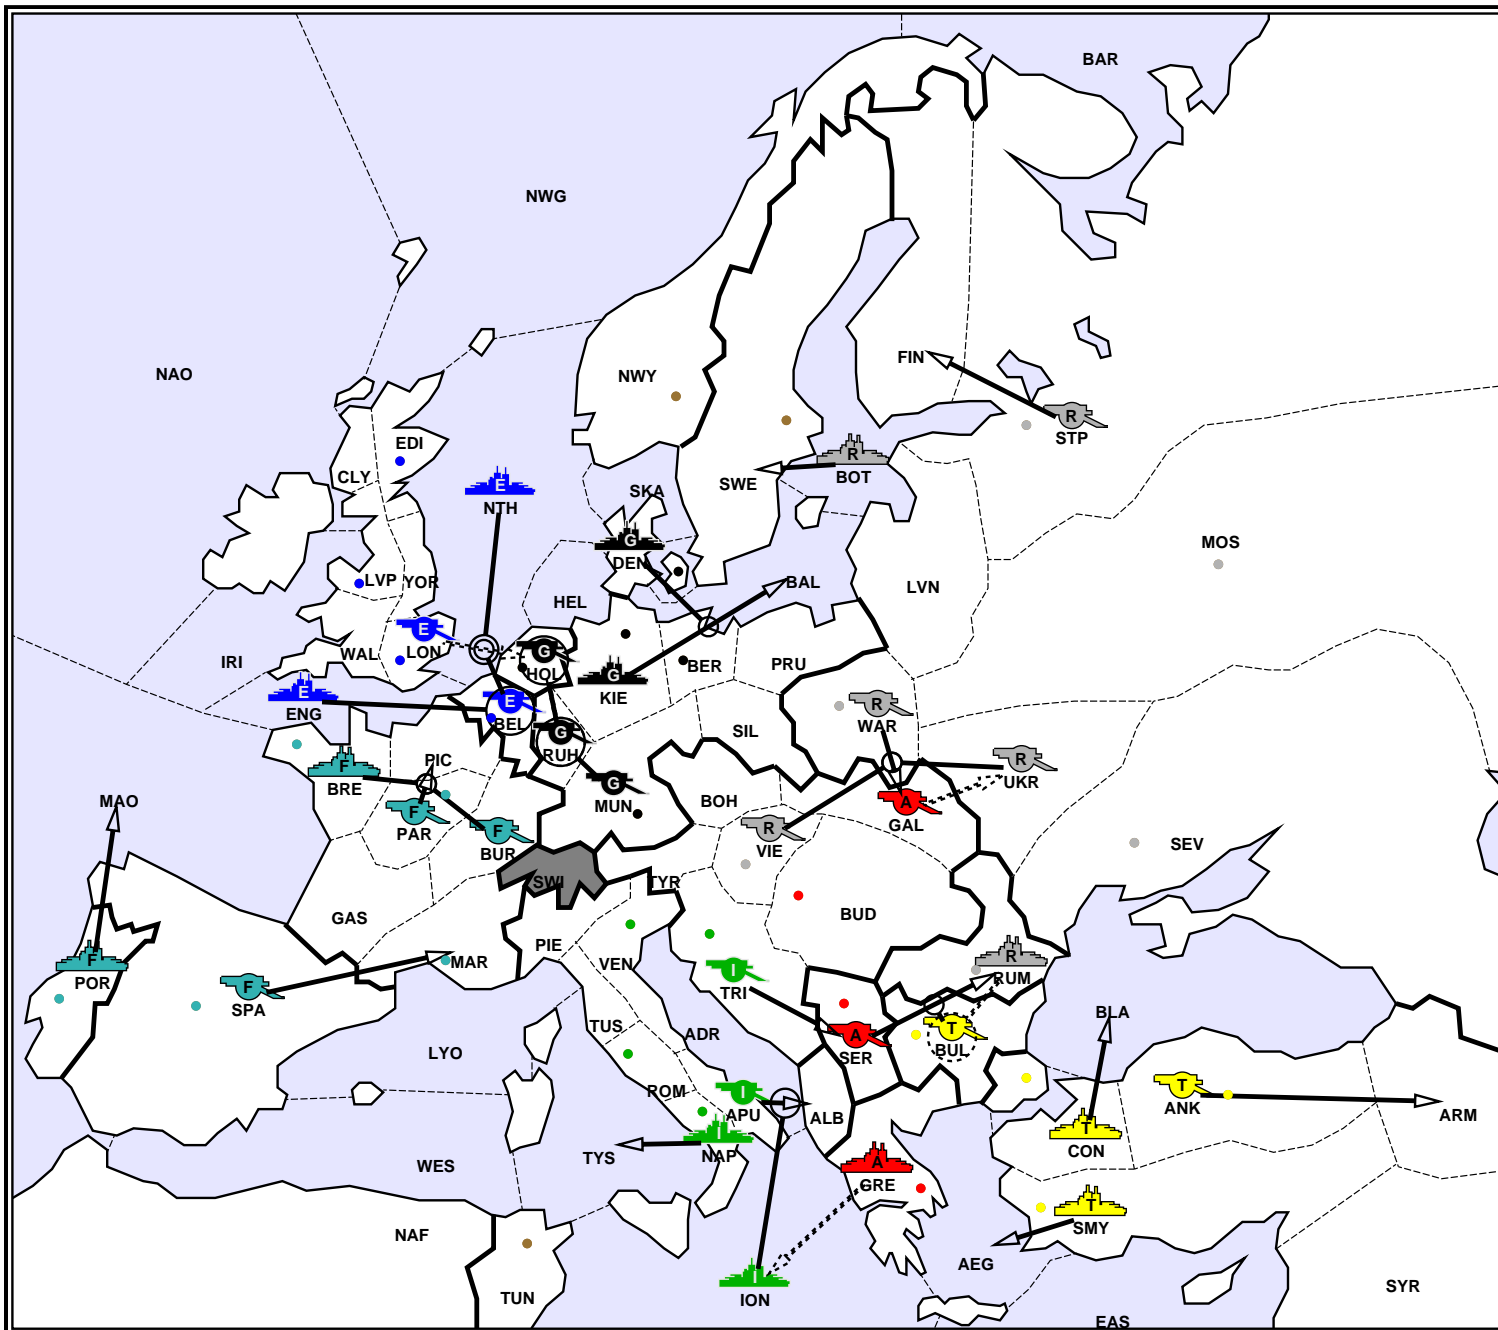 BAR
NWG
NAO
FIN
NWY
R
STP
EDI
R
CLY
E
SWE
BOT
SKA
NTH
G
MOS
DEN
LVP YOR
BAL
LVN
HEL
E
LON
G
WAL
IRI
HOL
BER
PRU
G
E
KIE
E
R
ENG
BEL
WAR
G
SIL
RUH
PIC
R
F
UKR
BRE
G
MAO
BOH
A
MUN
F
GAL
PAR
F
R
SEV
BUR
VIE
SWI
TYR
BUD
GAS
PIE
F
R
MAR
VEN
I
RUM
POR
F
TRI
SPA
BLA
TUS
T
ADR
A
LYO
BUL
SER
T
ROM
I
ANK
APU
ALB
ARM
T
I
CON
NAP
TYS
A
WES
GRE
T
SMY
NAF
AEG
I
SYR
TUN
ION
EAS